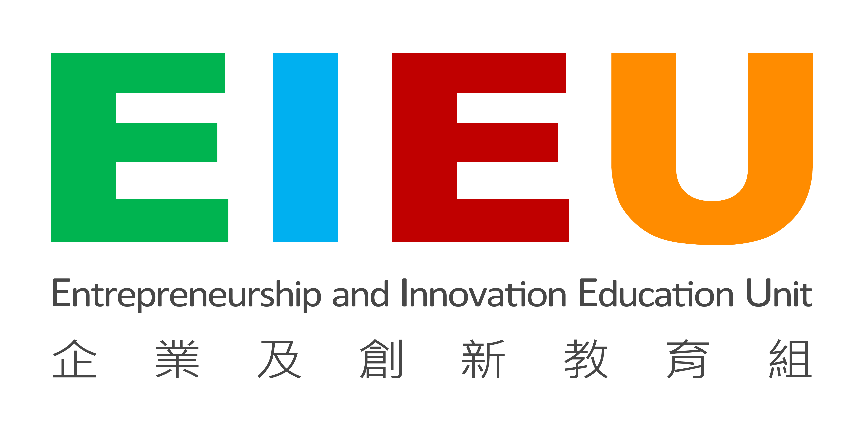 EIEU
Entrepreneurship and Innovation Education Unit
企業及創新教育組